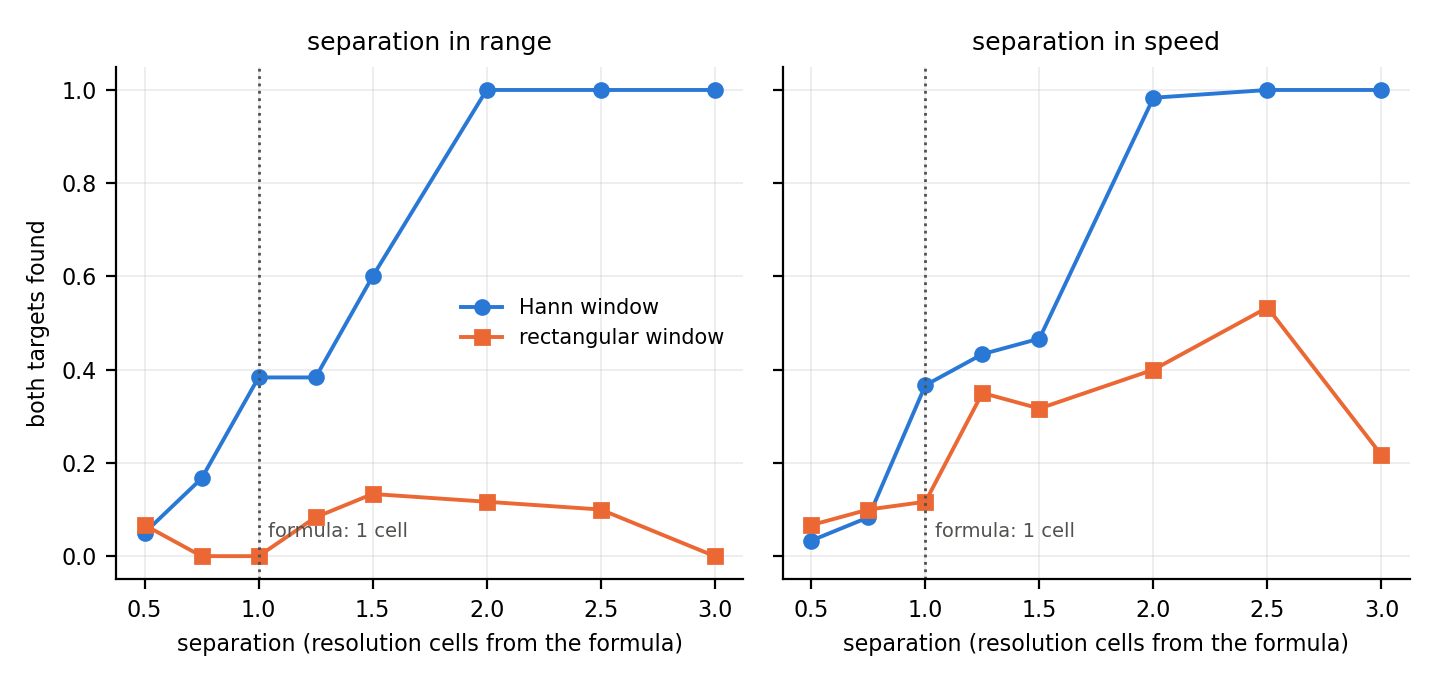 separation in range
both targets found
1.0
0.8
0.6
0.4
0.2
0.0
Hann window
rectangular window
formula: 1 cell
0.5 1.0 1.5 2.0 2.5 3.0
separation (resolution cells from the formula)
separation in speed
formula: 1 cell
0.5 1.0 1.5 2.0 2.5 3.0
separation (resolution cells from the formula)